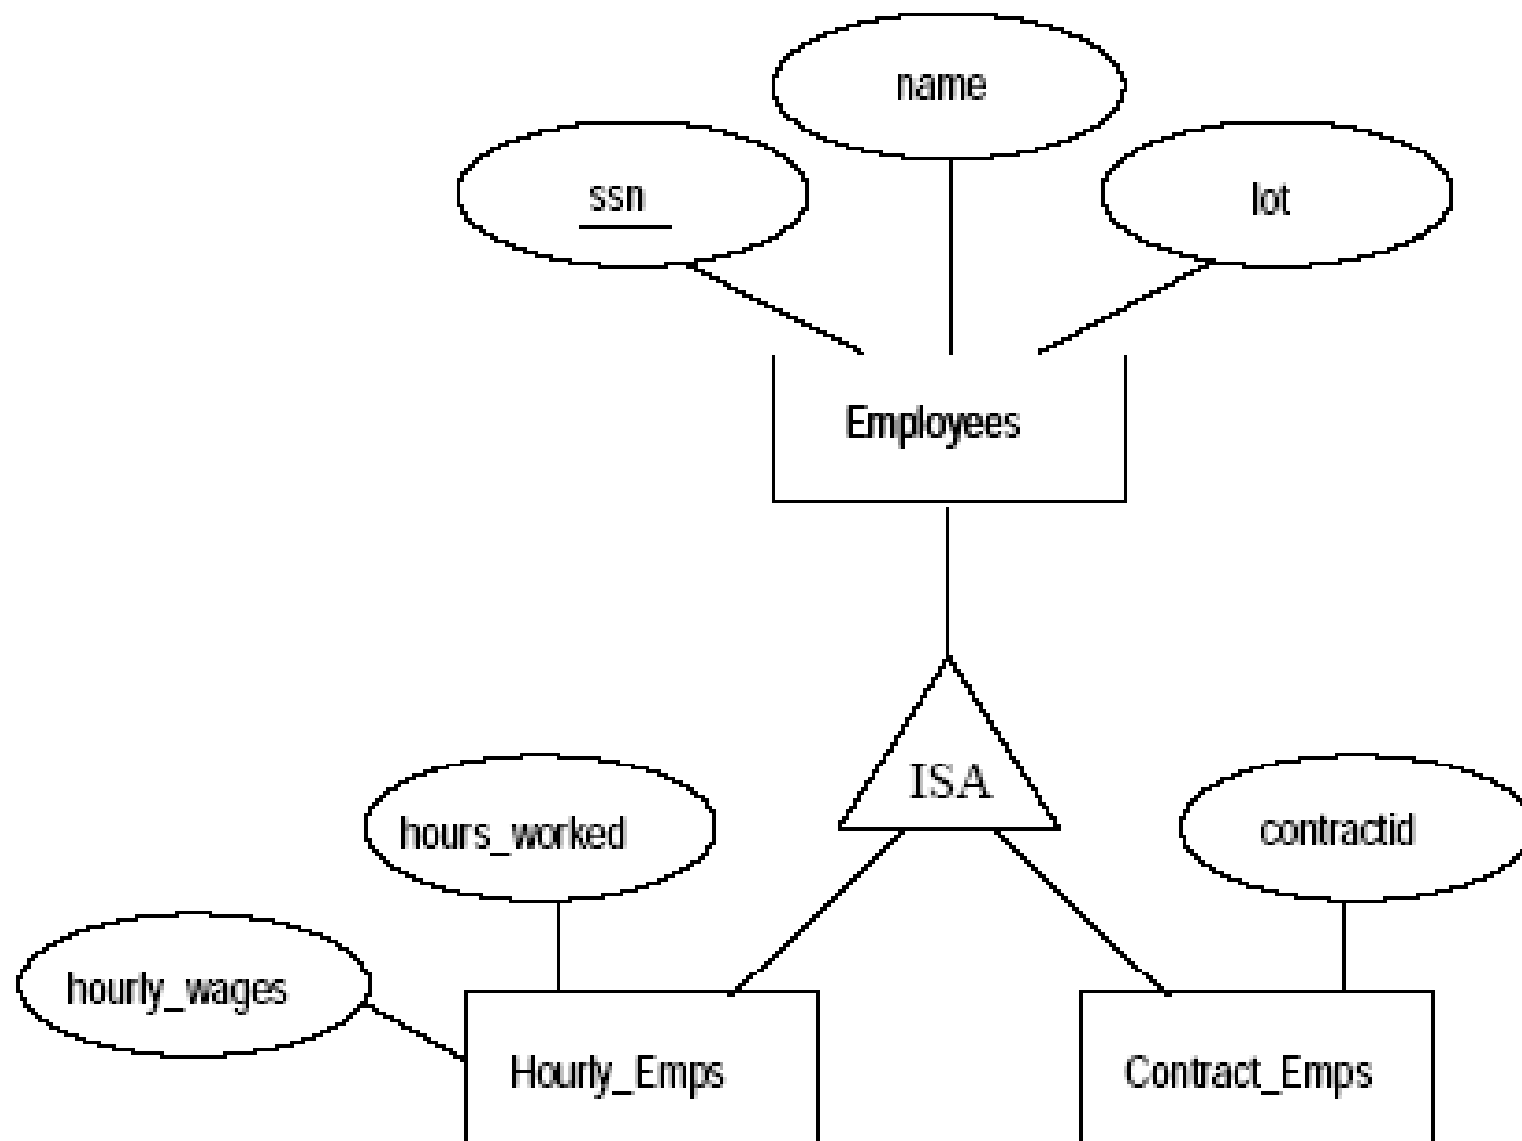 name
ssn
lot
Employees
ISA
hours_worked
contractid
hourly_wages
Hourly_Emps
Contract_Emps